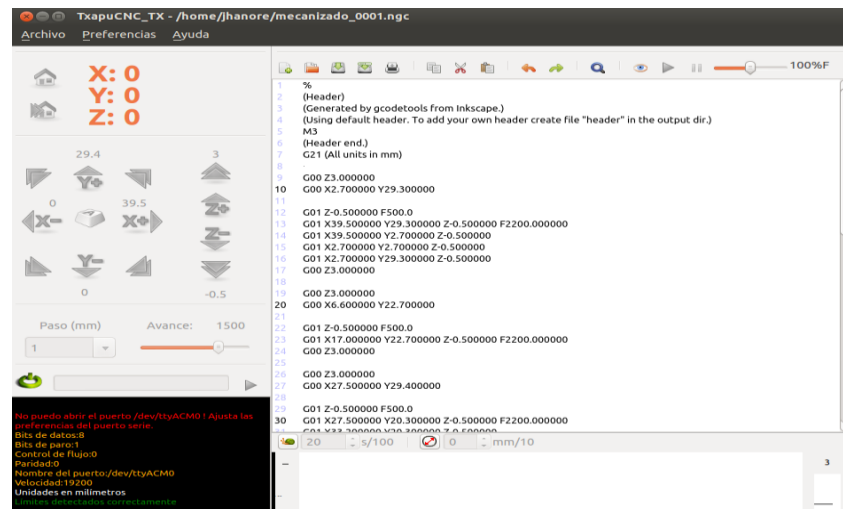 TxapuCNC_TX - /home/jhanore/mecanizado_0001.ngc
Archivo Preferencias Ayuda
X: 0
Y: 0
Z: 0
29.4 3
Y+
0 39.5
X- X+ Z+
Z-
Y-
0 -0.5
Paso (mm) Avance: 1500
1
No puedo abrir el puerto /dev/ttyACM0 ! Ajusta las
preferencias del puerto serie.
Bits de datos:8
Bits de paro:1
Control de flujo:0
Paridad:0
Nombre del puerto:/dev/ttyACM0
Velocidad:19200
Unidades en milímetros
Limites detectados correctamente
100%F
1 %
2 (Header)
3 (Generated by gcodetools from Inkscape.)
4 (Using default header. To add your own header create file "header" in the output dir.)
5 M3
6 (Header end.)
7 G21 (All units in mm)
8
9 G00 Z3.000000
10 G00 X2.700000 Y29.300000
11
12 G01 Z-0.500000 F500.0
13 G01 X39.500000 Y29.300000 Z-0.500000 F2200.000000
14 G01 X39.500000 Y2.700000 Z-0.500000
15 G01 X2.700000 Y2.700000 Z-0.500000
16 G01 X2.700000 Y29.300000 Z-0.500000
17 G00 Z3.000000
18
19 G00 Z3.000000
20 G00 X6.600000 Y22.700000
21
22 G01 Z-0.500000 F500.0
23 G01 X17.000000 Y22.700000 Z-0.500000 F2200.000000
24 G00 Z3.000000
25
26 G00 Z3.000000
27 G00 X27.500000 Y29.400000
28
29 G01 Z-0.500000 F500.0
30 G01 X27.500000 Y20.300000 Z-0.500000 F2200.000000
20 s/100 0 mm/10
3